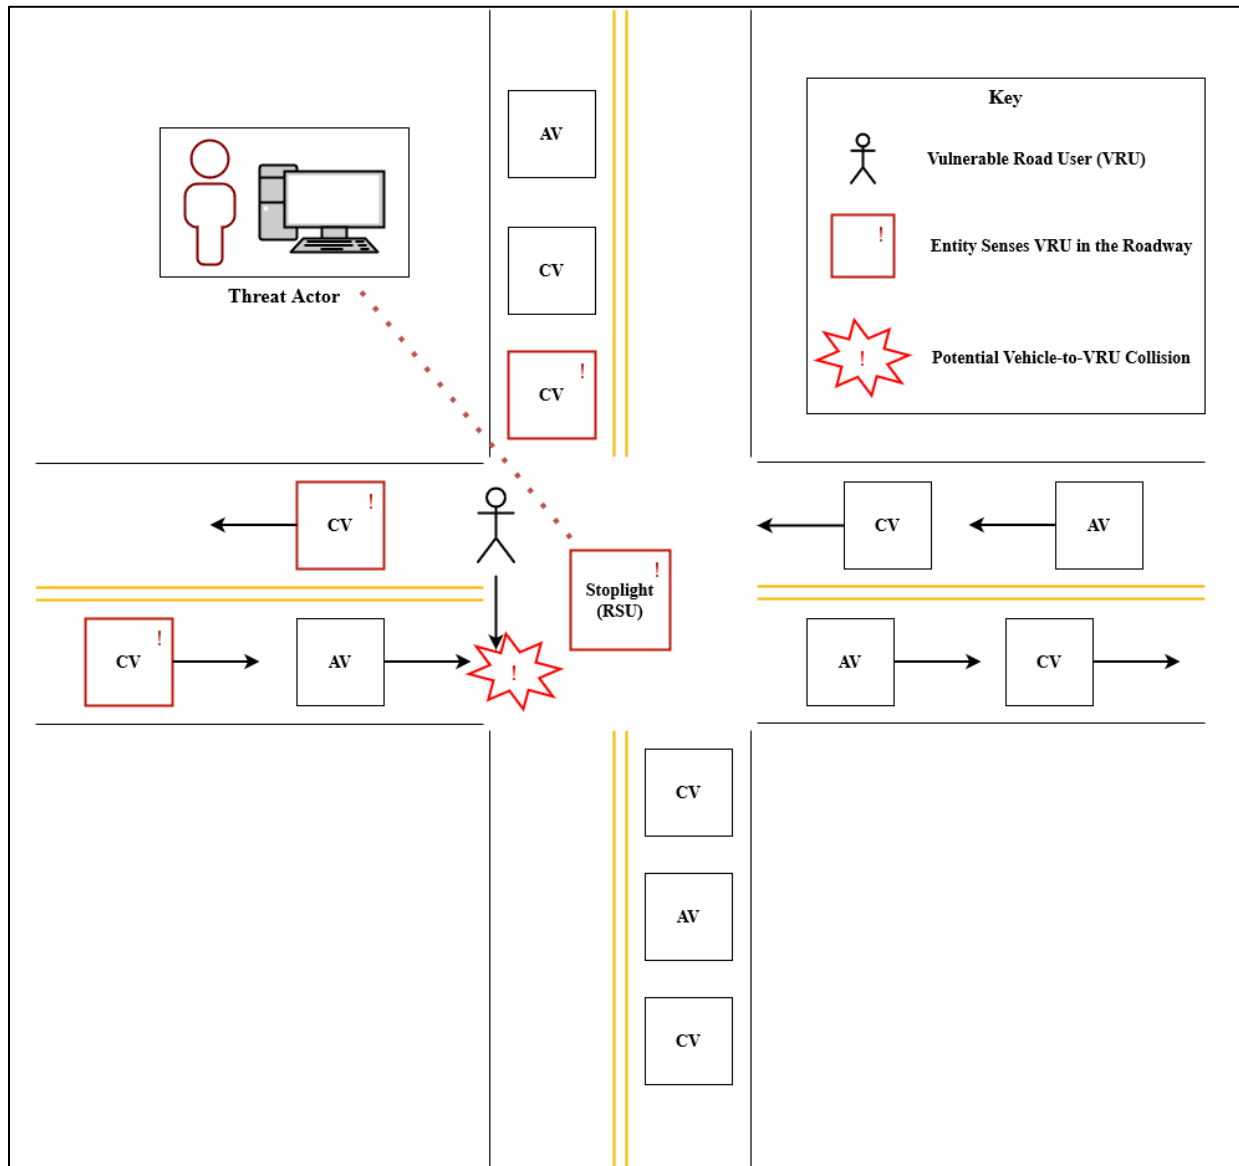 Key
Vulnerable Road User (VRU)
!
Entity Senses VRU in the Roadway
!
Potential Vehicle-to-VRU Collision
Threat Actor
AV
CV
!
CV
!
CV
CV
AV
!
Stoplight
(RSU)
!
CV
AV
!
AV
CV
CV
AV
CV